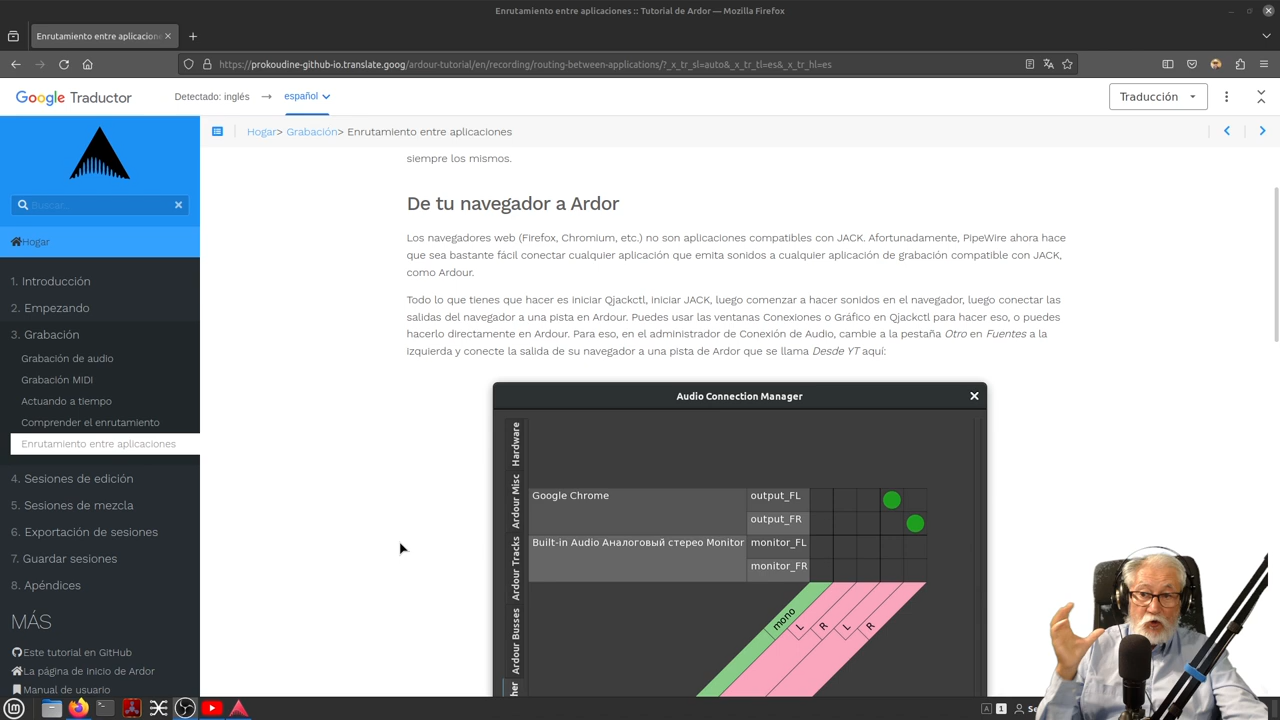 Enrutamiento entre aplicaciones :: Tutorial de Ardor — Mozilla Firefox
Enrutamiento entre aplicacion
https://prokoudine-github-io.translate.goog/ardour-tutorial/en/recording/routing-between-applications/?_x_tr_sl=auto&_x_tr_tl=es&_x_tr_hl=es
Google Traductor
Detectado: inglés
español
Traducción
Hogar> Grabación> Enrutamiento entre aplicaciones
Buscar...
Hogar
1. Introducción
2. Empezando
3. Grabación
Grabación de audio
Grabación MIDI
Actuando a tiempo
Comprender el enrutamiento
Enrutamiento entre aplicaciones
4. Sesiones de edición
5. Sesiones de mezcla
6. Exportación de sesiones
7. Guardar sesiones
8. Apéndices
MÁS
Este tutorial en GitHub
La página de inicio de Ardor
Manual de usuario
siempre los mismos.
De tu navegador a Ardor
Los navegadores web (Firefox, Chromium, etc.) no son aplicaciones compatibles con JACK. Afortunadamente, PipeWire ahora hace
que sea bastante fácil conectar cualquier aplicación que emita sonidos a cualquier aplicación de grabación compatible con JACK,
como Ardour.
Todo lo que tienes que hacer es iniciar Qjackctl, iniciar JACK, luego comenzar a hacer sonidos en el navegador, luego conectar las
salidas del navegador a una pista en Ardour. Puedes usar las ventanas Conexiones o Gráfico en Qjackctl para hacer eso, o puedes
hacerlo directamente en Ardour. Para eso, en el administrador de Conexión de Audio, cambie a la pestaña Otro en Fuentes a la
izquierda y conecte la salida de su navegador a una pista de Ardor que se llama Desde YT aquí:
Audio Connection Manager
Hardware
Ardour Misc
Ardour Tracks
Ardour Busses
her
Google Chrome
output_FL
output_FR
Built-in Audio Аналоговый стерео Monitor
monitor_FL
monitor_FR
mono
L
R
L
R
A
1